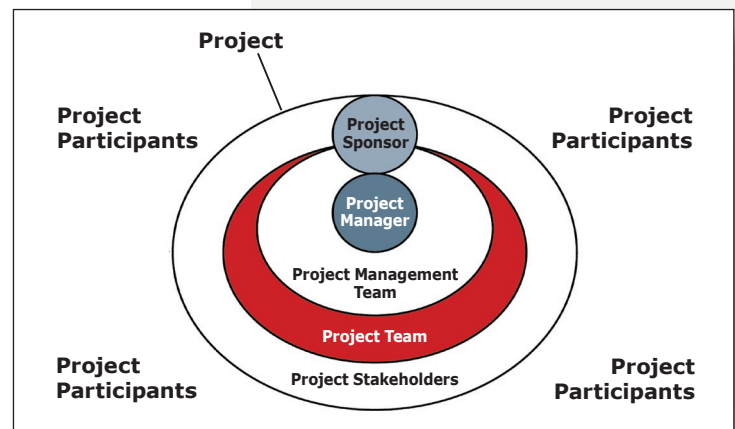 Project
Project
Participants
Project
Participants
Project
Sponsor
Project
Manager
Project Management
Team
Project Team
Project Stakeholders
Project
Participants
Project
Participants